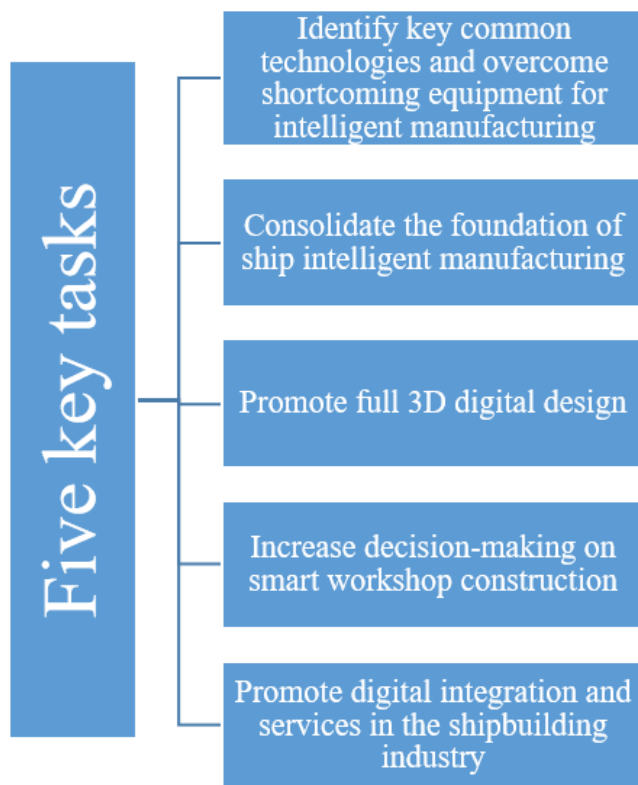 Five key tasks
Identify key common
technologies and overcome
shortcoming equipment for
intelligent manufacturing
Consolidate the foundation of
ship intelligent manufacturing
Promote full 3D digital design
Increase decision-making on
smart workshop construction
Promote digital integration and
services in the shipbuilding
industry